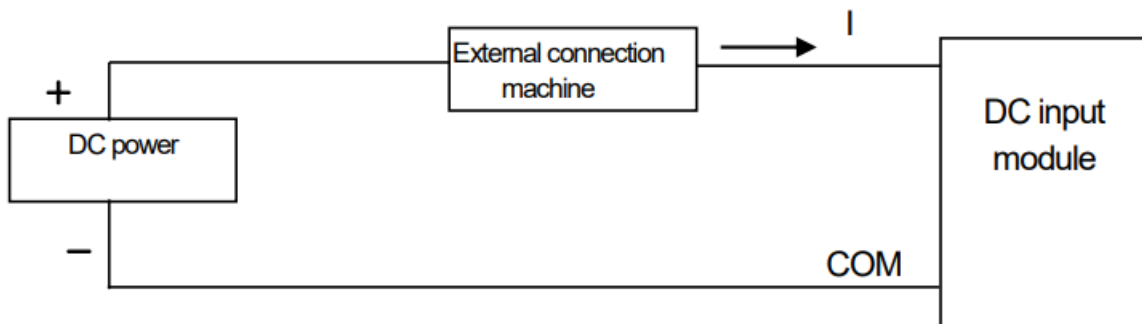 I
External connection
machine
+
DC power
DC input
module
−
COM